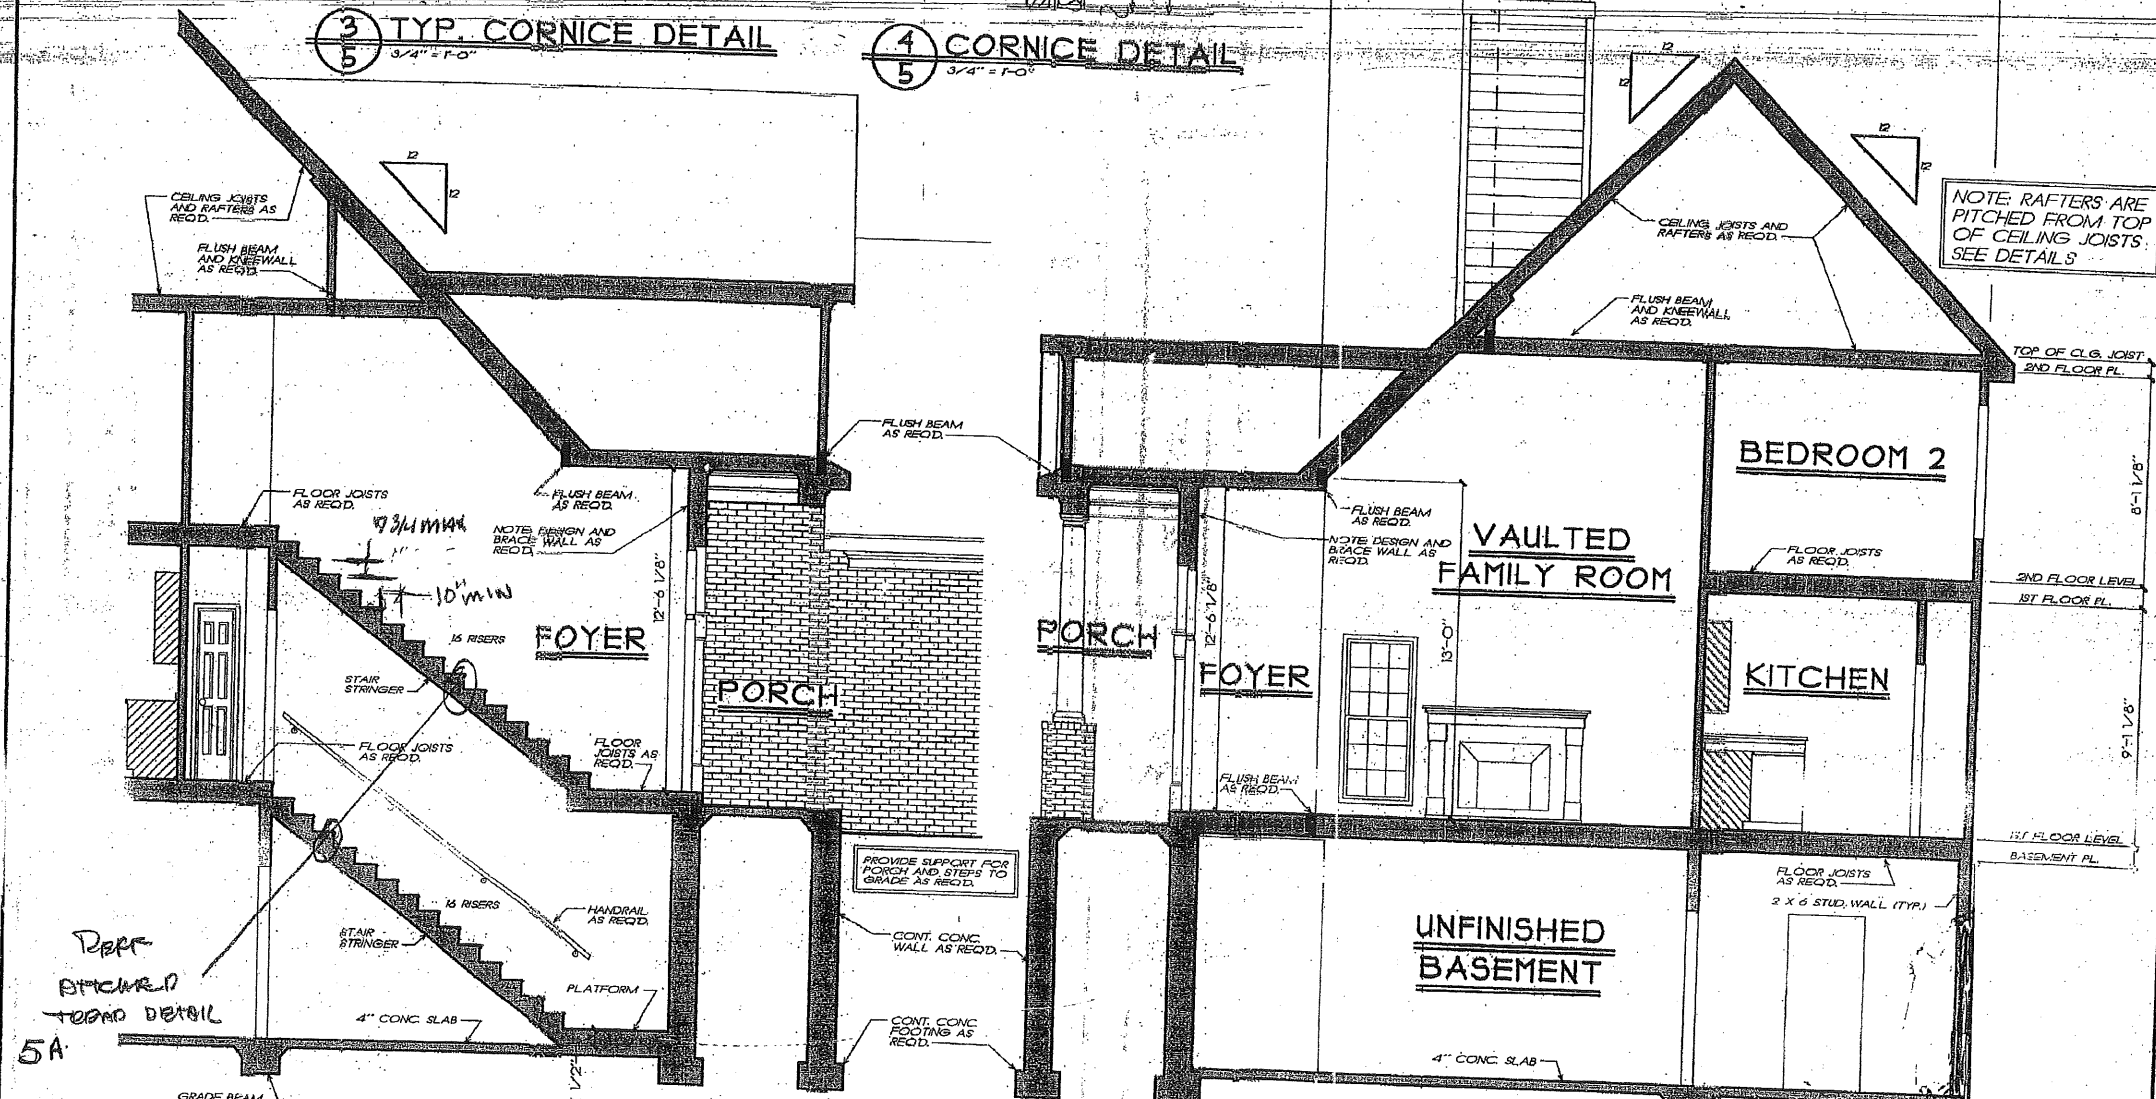 3
5
TYP. CORNICE DETAIL
3/4" = 1'-0"
4
5
CORNICE DETAIL
3/4" = 1'-0"
12
12
CEILING JOISTS
AND RAFTERS AS
REQ'D.
FLUSH BEAM
AND KNEEWALL
AS REQ'D.
FLOOR JOISTS
AS REQ'D.
7 3/4 MAX
10" MIN
FLUSH BEAM
AS REQ'D.
NOTE: DESIGN AND
BRACE WALL AS
REQ'D.
12'-6 1/8"
16 RISERS
FOYER
PORCH
STAIR
STRINGER
FLOOR JOISTS
AS REQ'D.
FLOOR
JOISTS AS
REQ'D.
16 RISERS
HANDRAIL
AS REQ'D.
STAIR
STRINGER
PLATFORM
4" CONC. SLAB
GRADE BEAM
TREAD DETAIL
5A
1/2"
FLUSH BEAM
AS REQ'D.
PROVIDE SUPPORT FOR
PORCH AND STEPS TO
GRADE AS REQ'D.
CONT. CONC.
WALL AS REQ'D.
CONT. CONC.
FOOTING AS
REQ'D.
12
12
12
12
NOTE: RAFTERS ARE
PITCHED FROM TOP
OF CEILING JOISTS.
SEE DETAILS
CEILING JOISTS AND
RAFTERS AS REQ'D.
FLUSH BEAM
AND KNEEWALL
AS REQ'D.
TOP OF CLG. JOIST
2ND FLOOR PL.
BEDROOM 2
8'-1 1/8"
FLUSH BEAM
AS REQ'D.
NOTE: DESIGN AND
BRACE WALL AS
REQ'D.
VAULTED
FAMILY ROOM
FLOOR JOISTS
AS REQ'D.
2ND FLOOR LEVEL
1ST FLOOR PL.
PORCH
12'-6 1/8"
FOYER
13'-0"
KITCHEN
9'-1 1/8"
FLUSH BEAM
AS REQ'D.
1ST FLOOR LEVEL
BASEMENT PL.
FLOOR JOISTS
AS REQ'D.
2 X 6 STUD WALL (TYP.)
UNFINISHED
BASEMENT
4" CONC. SLAB